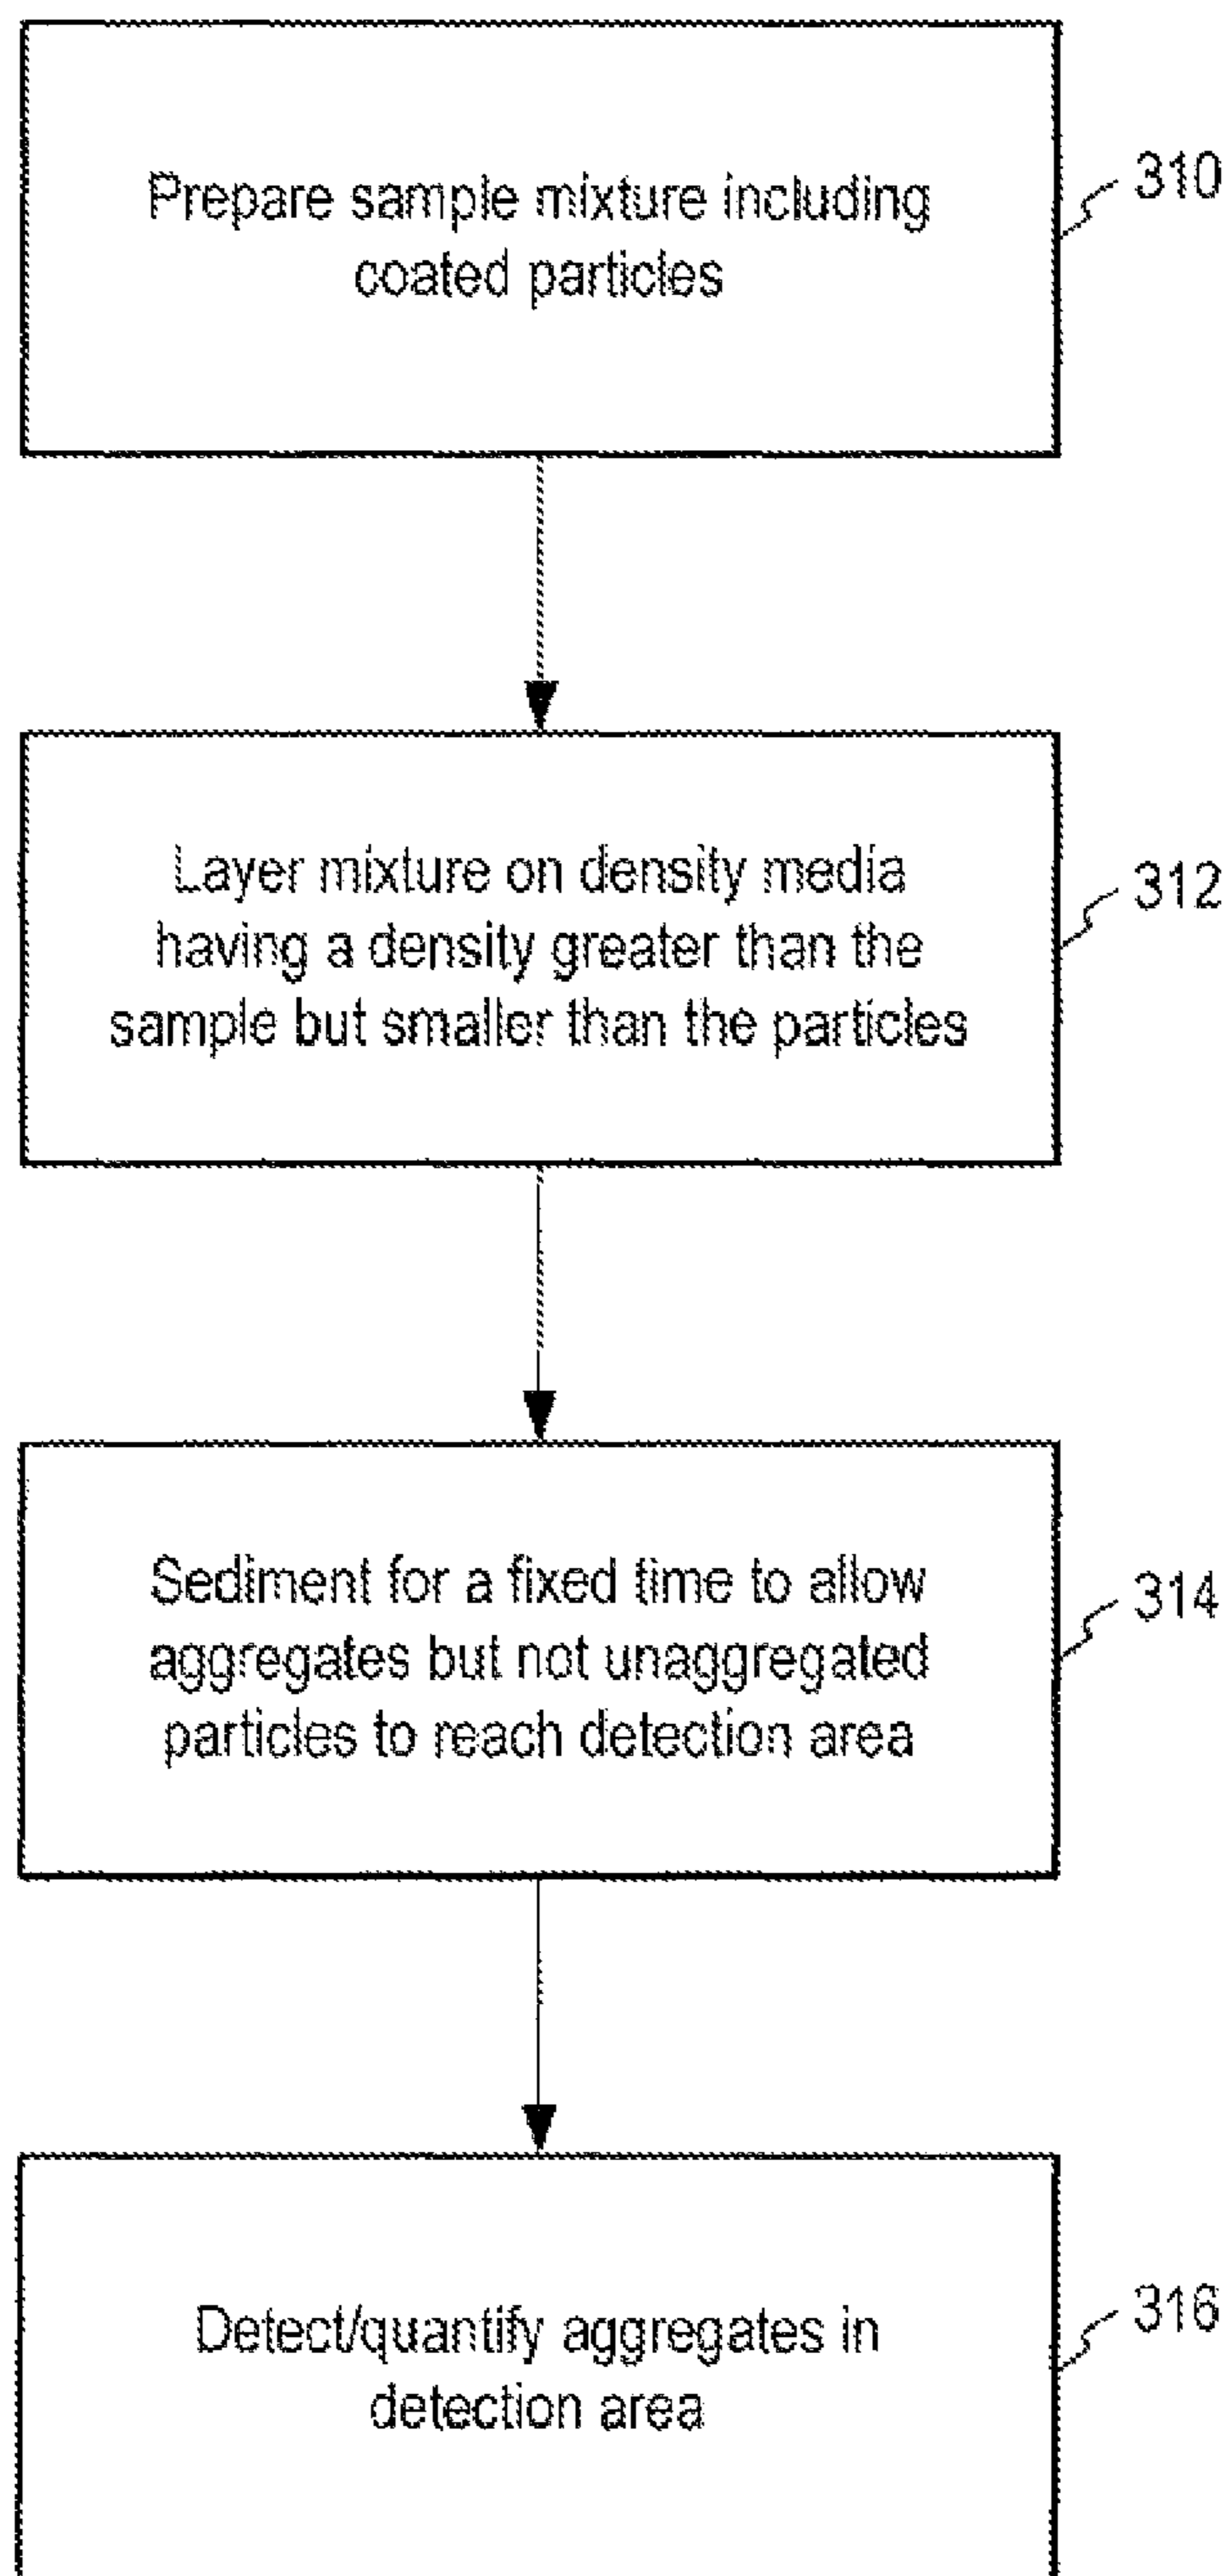 Prepare sample mixture including
coated particles
310
Layer mixture on density media
having a density greater than the
sample but smaller than the particles
312
Sediment for a fixed time to allow
aggregates but not unaggregated
particles to reach detection area
314
Detect/quantify aggregates in
detection area
316